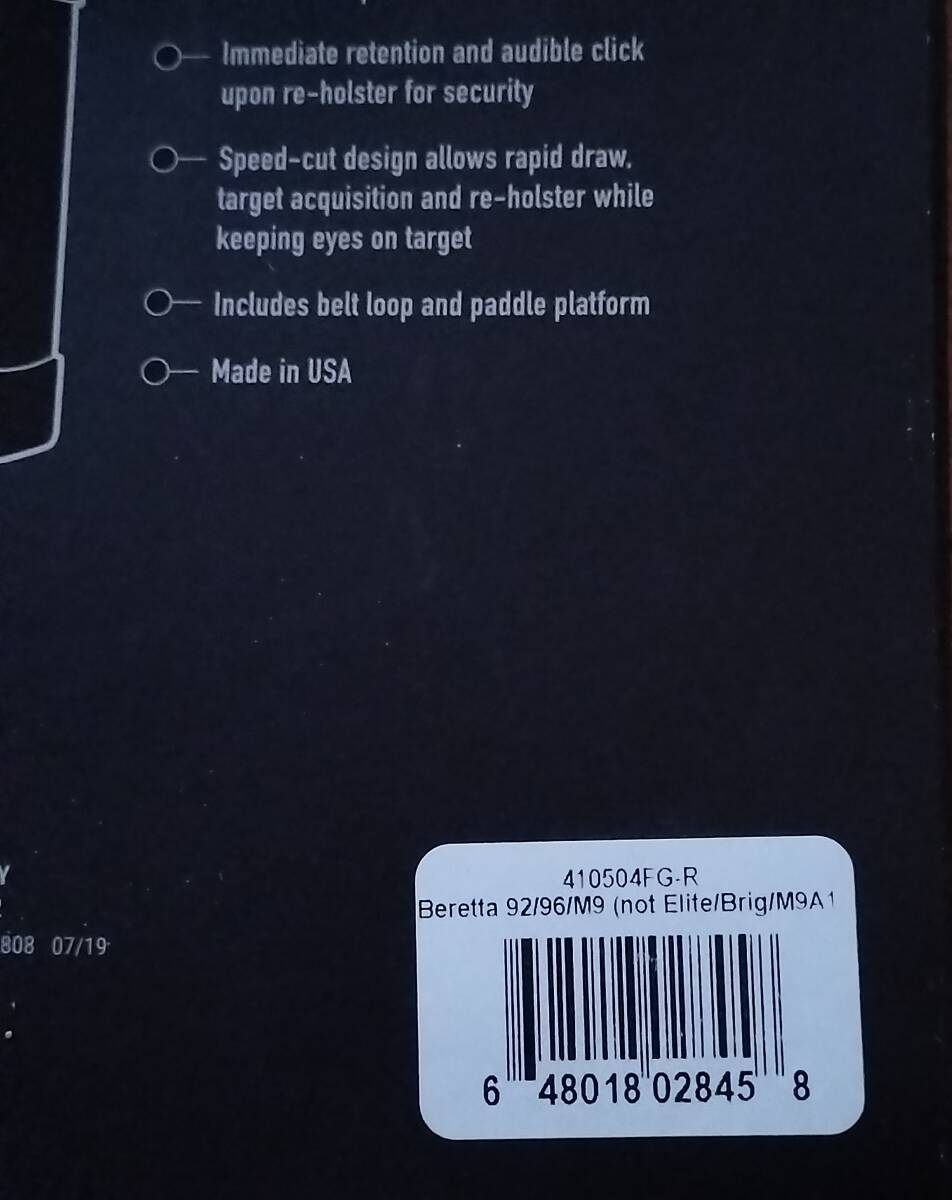 Immediate retention and audible click
upon re-holster for security
Speed-cut design allows rapid draw,
target acquisition and re-holster while
keeping eyes on target
Includes belt loop and paddle platform
Made in USA
Y
808 07/19
410504FG-R
Beretta 92/96/M9 (not Elite/Brig/M9A1
6 48018 02845 8